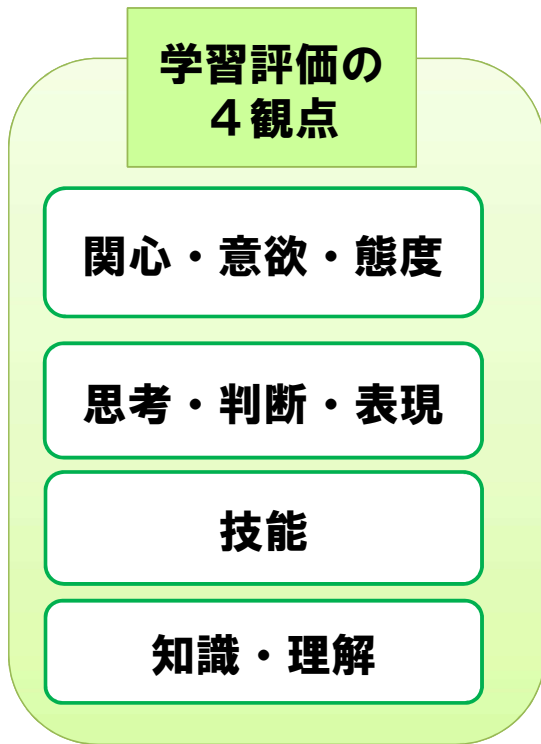 学習評価の
４観点
関心・意欲・態度
思考・判断・表現
技能
知識・理解